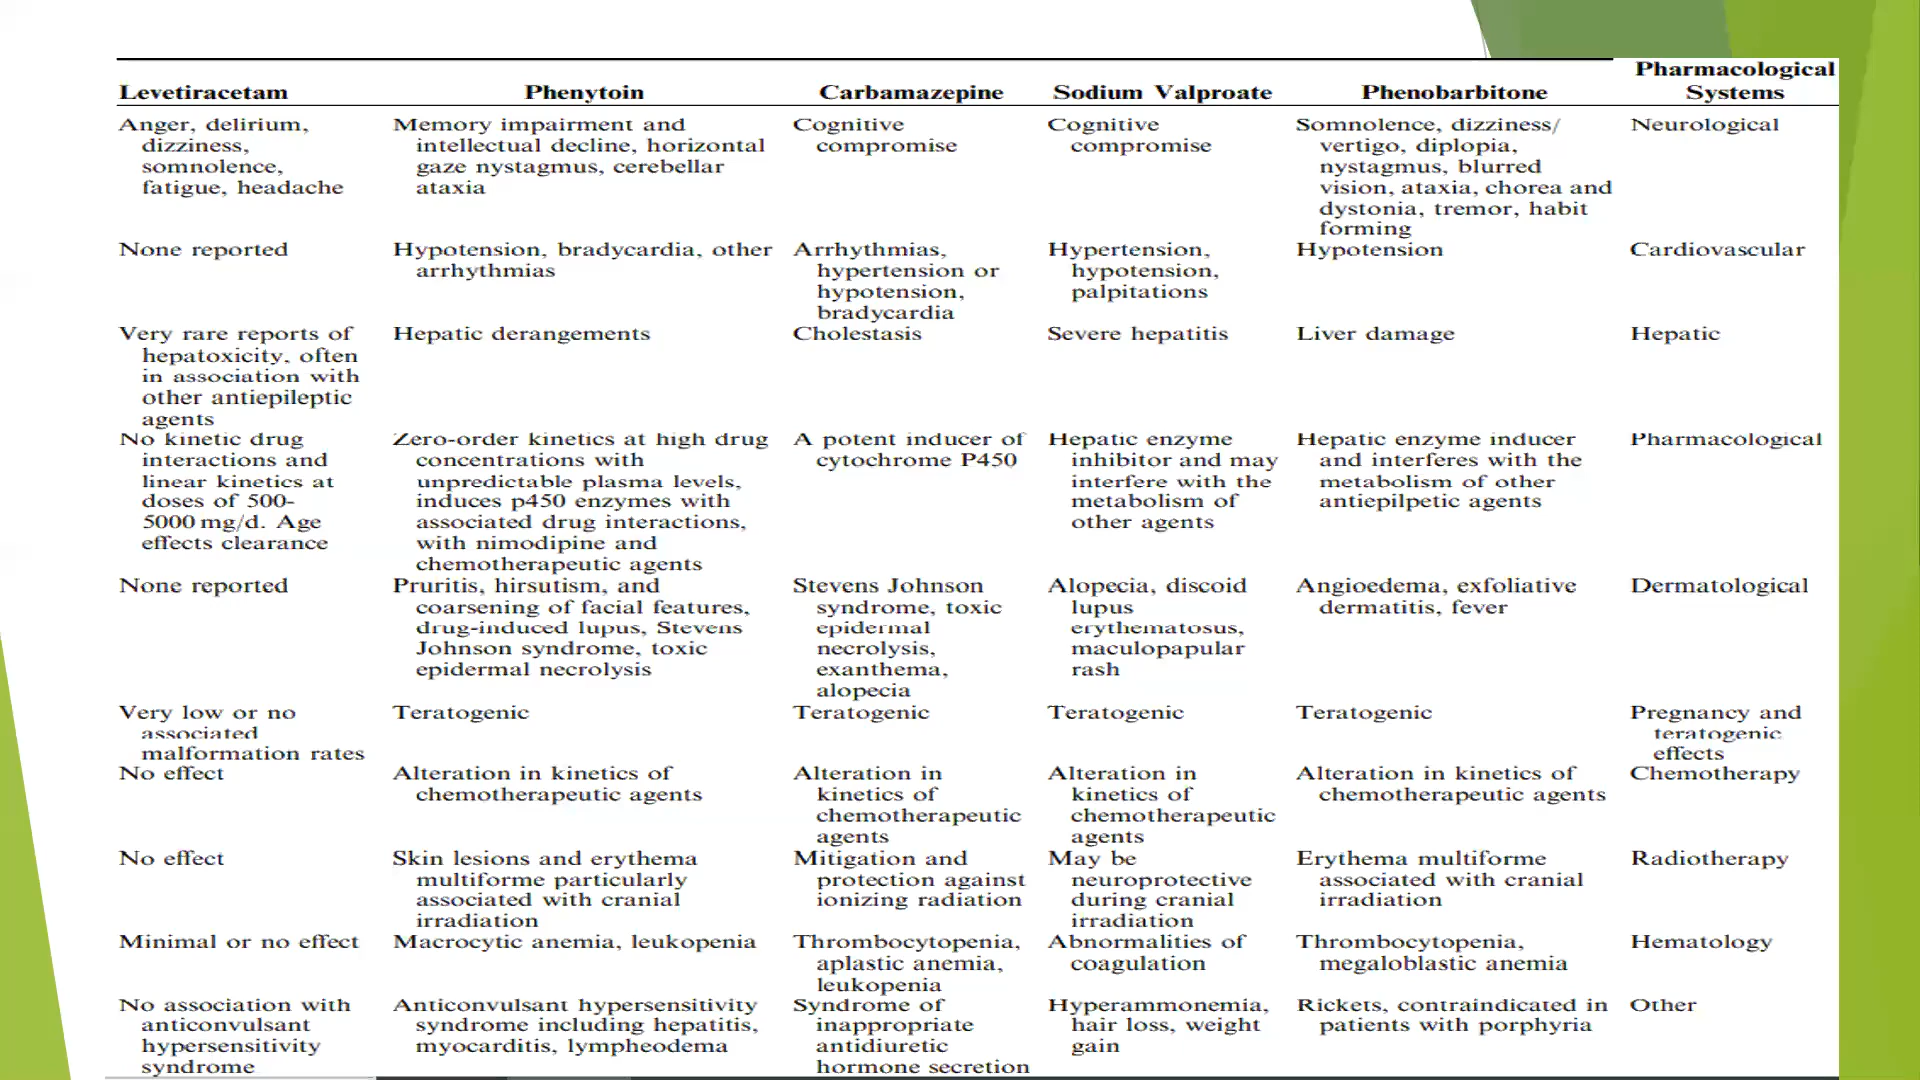 Levetiracetam Phenytoin Carbamazepine Sodium Valproate Phenobarbitone Pharmacological Systems
Anger, delirium,
dizziness,
somnolence,
fatigue, headache
Memory impairment and
intellectual decline, horizontal
gaze nystagmus, cerebellar
ataxia
Cognitive
compromise
Cognitive
compromise
Somnolence, dizziness/
vertigo, diplopia,
nystagmus, blurred
vision, ataxia, chorea and
dystonia, tremor, habit
forming
Neurological
None reported
Hypotension, bradycardia, other
arrhythmias
Arrhythmias,
hypertension or
hypotension,
bradycardia
Hypertension,
hypotension,
palpitations
Hypotension
Cardiovascular
Very rare reports of
hepatoxicity, often
in association with
other antiepileptic
agents
Hepatic derangements
Cholestasis
Severe hepatitis
Liver damage
Hepatic
No kinetic drug
interactions and
linear kinetics at
doses of 500-
5000 mg/d. Age
effects clearance
Zero-order kinetics at high drug
concentrations with
unpredictable plasma levels,
induces p450 enzymes with
associated drug interactions,
with nimodipine and
chemotherapeutic agents
A potent inducer of
cytochrome P450
Hepatic enzyme
inhibitor and may
interfere with the
metabolism of
other agents
Hepatic enzyme inducer
and interferes with the
metabolism of other
antiepilpetic agents
Pharmacological
None reported
Pruritis, hirsutism, and
coarsening of facial features,
drug-induced lupus, Stevens
Johnson syndrome, toxic
epidermal necrolysis
Stevens Johnson
syndrome, toxic
epidermal
necrolysis,
exanthema,
alopecia
Alopecia, discoid
lupus
erythematosus,
maculopapular
rash
Angioedema, exfoliative
dermatitis, fever
Dermatological
Very low or no
associated
malformation rates
Teratogenic
Teratogenic
Teratogenic
Teratogenic
Pregnancy and
teratogenic
effects
No effect
Alteration in kinetics of
chemotherapeutic agents
Alteration in
kinetics of
chemotherapeutic
agents
Alteration in
kinetics of
chemotherapeutic
agents
Alteration in kinetics of
chemotherapeutic agents
Chemotherapy
No effect
Skin lesions and erythema
multiforme particularly
associated with cranial
irradiation
Mitigation and
protection against
ionizing radiation
May be
neuroprotective
during cranial
irradiation
Erythema multiforme
associated with cranial
irradiation
Radiotherapy
Minimal or no effect
Macrocytic anemia, leukopenia
Thrombocytopenia,
aplastic anemia,
leukopenia
Abnormalities of
coagulation
Thrombocytopenia,
megaloblastic anemia
Hematology
No association with
anticonvulsant
hypersensitivity
syndrome
Anticonvulsant hypersensitivity
syndrome including hepatitis,
myocarditis, lympheodema
Syndrome of
inappropriate
antidiuretic
hormone secretion
Hyperammonemia,
hair loss, weight
gain
Rickets, contraindicated in
patients with porphyria
Other